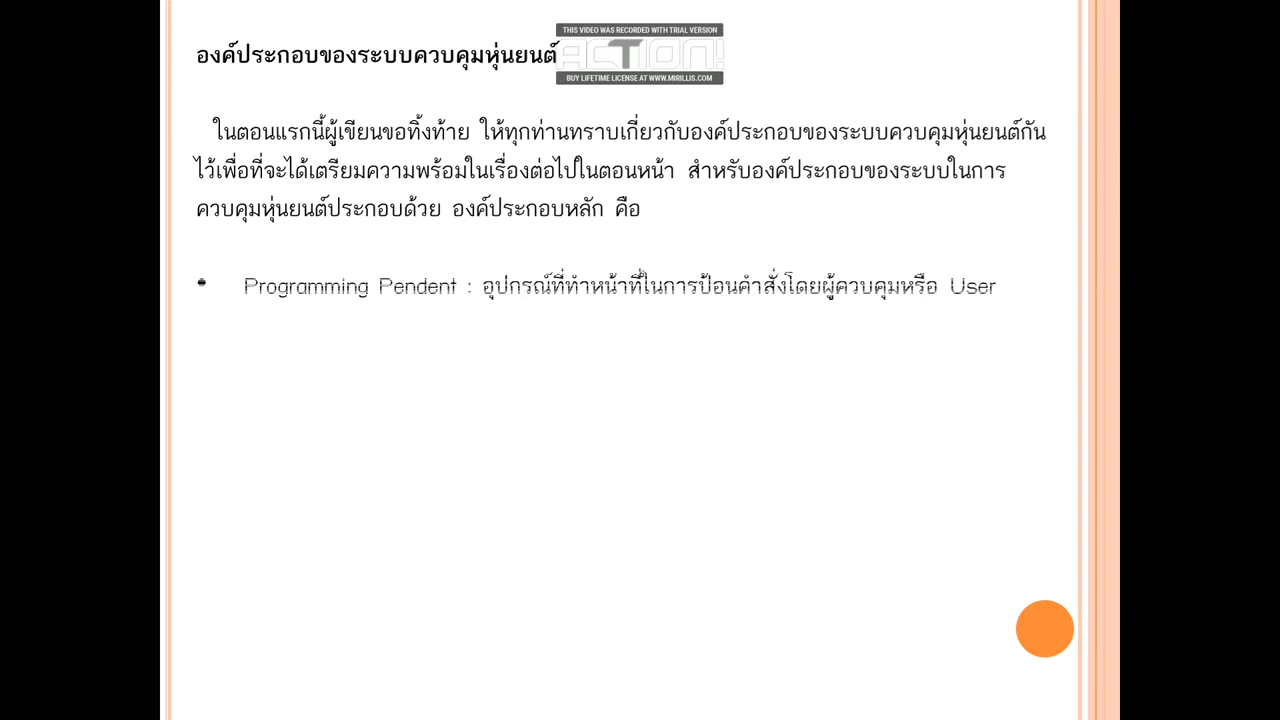 THIS VIDEO WAS RECORDED WITH TRIAL VERSION
ACTION!
BUY LIFETIME LICENSE AT WWW.MIRILLIS.COM
องค์ประกอบของระบบควบคุมหุ่นยนต์
ในตอนแรกนี้ผู้เขียนขอทิ้งท้าย ให้ทุกท่านทราบเกี่ยวกับองค์ประกอบของระบบควบคุมหุ่นยนต์กัน
ไว้เพื่อที่จะได้เตรียมความพร้อมในเรื่องต่อไปในตอนหน้า สำหรับองค์ประกอบของระบบในการ
ควบคุมหุ่นยนต์ประกอบด้วย องค์ประกอบหลัก คือ
• Programming Pendent : อุปกรณ์ที่ทำหน้าที่ในการป้อนคำสั่งโดยผู้ควบคุมหรือ User